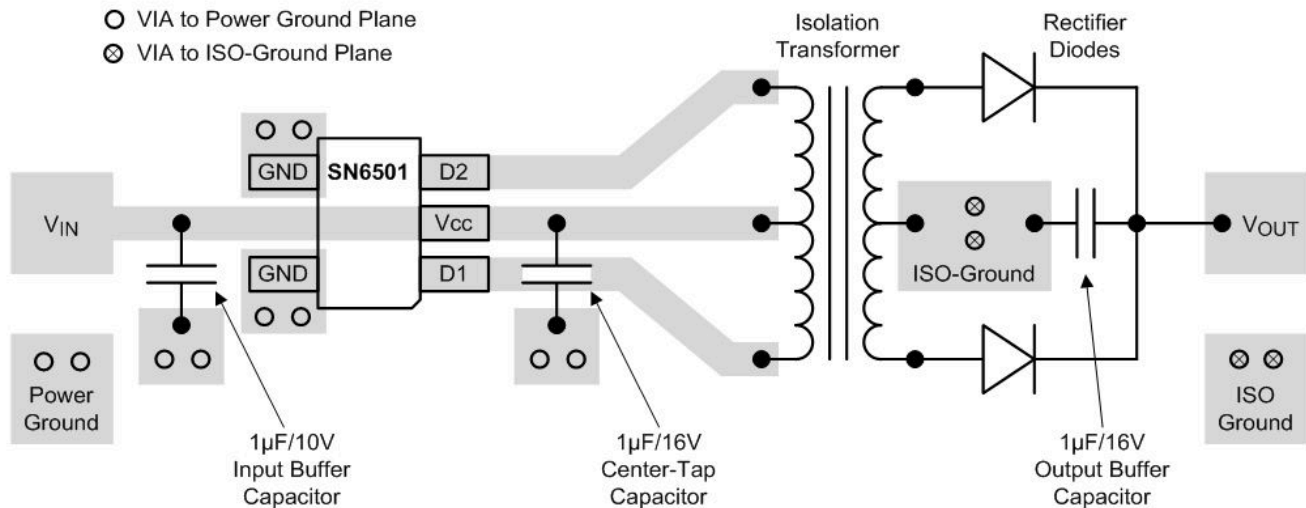 VIA to Power Ground Plane
VIA to ISO-Ground Plane
Isolation
Transformer
Rectifier
Diodes
GND
SN6501
D2
VIN
Vcc
GND
D1
ISO-Ground
VOUT
Power
Ground
ISO
Ground
1µF/10V
Input Buffer
Capacitor
1µF/16V
Center-Tap
Capacitor
1µF/16V
Output Buffer
Capacitor